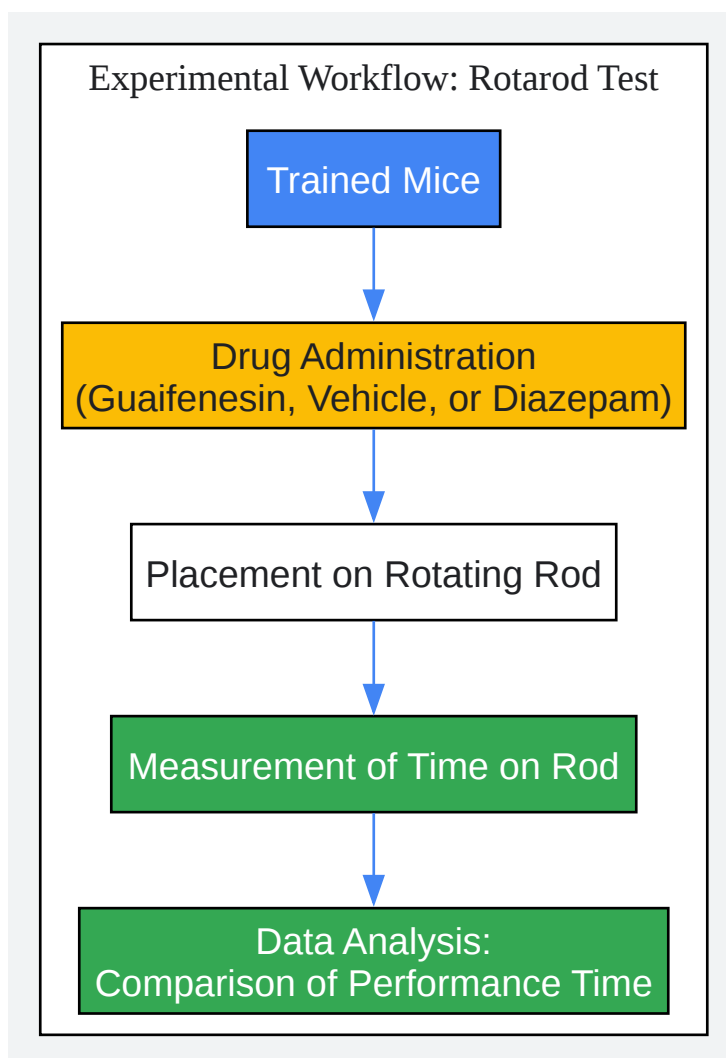 Experimental Workflow: Rotarod Test
Trained Mice
Drug Administration
(Guaifenesin, Vehicle, or Diazepam)
Placement on Rotating Rod
Measurement of Time on Rod
Data Analysis:
Comparison of Performance Time